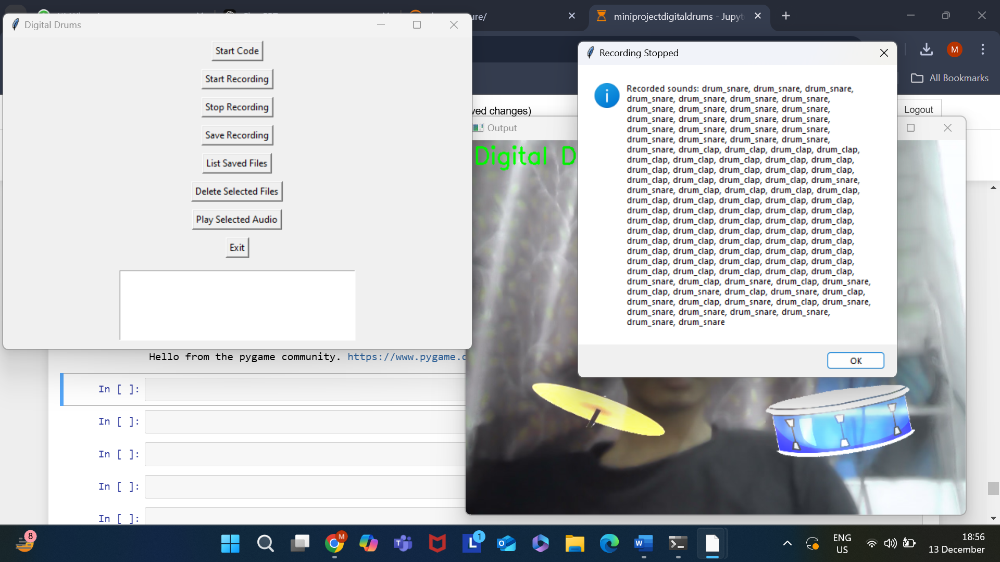 ure/
miniprojectdigitaldrums - Jupyt
Digital Drums
Start Code
Start Recording
Stop Recording
Save Recording
List Saved Files
Delete Selected Files
Play Selected Audio
Exit
M
All Bookmarks
ved changes)
Logout
Output
Digital D
Recording Stopped
Recorded sounds: drum_snare, drum_snare, drum_snare,
drum_snare, drum_snare, drum_snare, drum_snare,
drum_snare, drum_snare, drum_snare, drum_snare,
drum_snare, drum_snare, drum_snare, drum_snare,
drum_snare, drum_snare, drum_snare, drum_snare,
drum_snare, drum_snare, drum_snare, drum_snare,
drum_snare, drum_clap, drum_clap, drum_clap, drum_clap,
drum_clap, drum_clap, drum_clap, drum_clap, drum_clap,
drum_clap, drum_clap, drum_clap, drum_clap, drum_clap,
drum_clap, drum_clap, drum_clap, drum_clap, drum_snare,
drum_snare, drum_clap, drum_clap, drum_clap, drum_clap,
drum_clap, drum_clap, drum_clap, drum_clap, drum_clap,
drum_clap, drum_clap, drum_clap, drum_clap, drum_clap,
drum_clap, drum_clap, drum_clap, drum_clap, drum_clap,
drum_clap, drum_clap, drum_clap, drum_clap, drum_clap,
drum_clap, drum_clap, drum_clap, drum_clap, drum_clap,
drum_clap, drum_clap, drum_clap, drum_clap, drum_clap,
drum_clap, drum_clap, drum_clap, drum_clap, drum_clap,
drum_clap, drum_clap, drum_clap, drum_clap, drum_clap,
drum_snare, drum_clap, drum_snare, drum_clap, drum_snare,
drum_clap, drum_snare, drum_clap, drum_snare, drum_clap,
drum_snare, drum_clap, drum_snare, drum_clap, drum_snare,
drum_snare, drum_snare, drum_snare, drum_snare,
drum_snare, drum_snare
OK
Hello from the pygame community. https://www.pygame.
In [ ]:
In [ ]:
In [ ]:
In [ ]:
In [ ]:
8
M
1
ENG
US
18:56
13 December